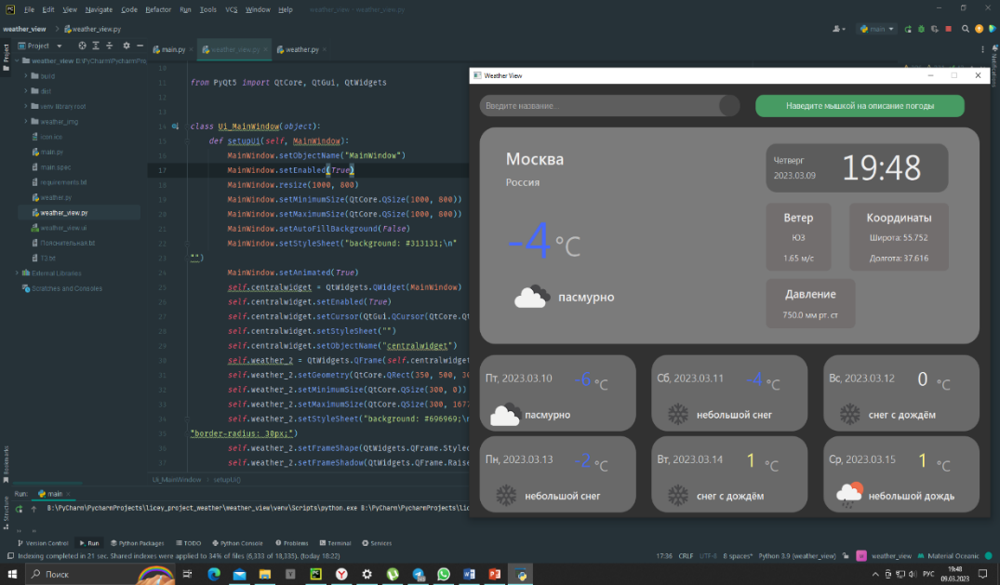 File Edit View Navigate Code Refactor Run Tools VCS Window Help weather_view - weather_view.py
weather_view weather_view.py
main
Project
main.py weather_view.py weather.py
weather_view
build
dist
venv library root
weather_img
icon.ico
main.py
main.spec
requirements.txt
weather.py
weather_view.py
weather_view.ui
ТЗ.txt
External Libraries
Scratches and Consoles
10
11 from PyQt5 import QtCore, QtGui, QtWidgets
12
13
14 class Ui_MainWindow(object):
15 def setupUi(self, MainWindow):
16 MainWindow.setObjectName("MainWindow")
17 MainWindow.setEnabled(True)
18 MainWindow.resize(1000, 800)
19 MainWindow.setMinimumSize(QtCore.QSize(1000, 800))
20 MainWindow.setMaximumSize(QtCore.QSize(1000, 800))
21 MainWindow.setAutoFillBackground(False)
22 MainWindow.setStyleSheet("background: #313131;\n"
23 "")
24 MainWindow.setAnimated(True)
25 self.centralwidget = QtWidgets.QWidget(MainWindow)
26 self.centralwidget.setEnabled(True)
27 self.centralwidget.setCursor(QtGui.QCursor(QtCore.Qt
28 self.centralwidget.setStyleSheet("")
29 self.centralwidget.setObjectName("centralwidget")
30 self.weather_2 = QtWidgets.QFrame(self.centralwidget
31 self.weather_2.setGeometry(QtCore.QRect(350, 500, 30
32 self.weather_2.setMinimumSize(QtCore.QSize(300, 0))
33 self.weather_2.setMaximumSize(QtCore.QSize(300, 1677
34 self.weather_2.setStyleSheet("background: #696969;\n
35 "border-radius: 30px;")
36 self.weather_2.setFrameShape(QtWidgets.QFrame.Styled
37 self.weather_2.setFrameShadow(QtWidgets.QFrame.Raise
Ui_MainWindow setupUi()
Weather View
Введите название...
Наведите мышкой на описание погоды
Москва
Россия
Четверг
2023.03.09
19:48
-4 °C
пасмурно
Ветер
ЮЗ
1.65 м/с
Координаты
Широта: 55.752
Долгота: 37.616
Давление
750.0 мм рт. ст
Пт, 2023.03.10 -6 °C
пасмурно
Сб, 2023.03.11 -4 °C
небольшой снег
Вс, 2023.03.12 0 °C
снег с дождём
Пн, 2023.03.13 -2 °C
небольшой снег
Вт, 2023.03.14 1 °C
снег с дождём
Ср, 2023.03.15 1 °C
небольшой дождь
Bookmarks
Structure
Notifications
Run: main
B:\PyCharm\PycharmProjects\licey_project_weather\weather_view\venv\Scripts\python.exe B:\PyCharm\PycharmProjects\lic
Version Control Run Python Packages TODO Python Console Problems Terminal Services
Indexing completed in 21 sec. Shared indexes were applied to 34% of files (6,333 of 18,335). (today 18:22)
17:36 CRLF UTF-8 8 spaces* Python 3.9 (weather_view) weather_view Material Oceanic
Поиск
РУС
19:48
09.03.2023